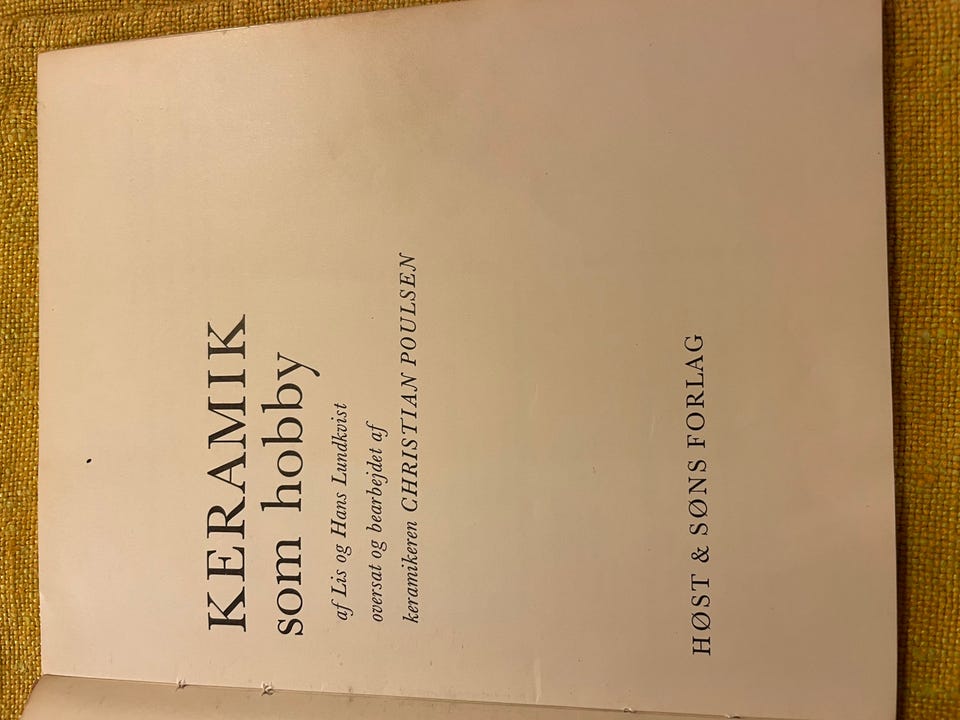 KERAMIK
som hobby
af Lis og Hans Lundkvist
oversat og bearbejdet af
keramikeren CHRISTIAN POULSEN
HØST & SØNS FORLAG